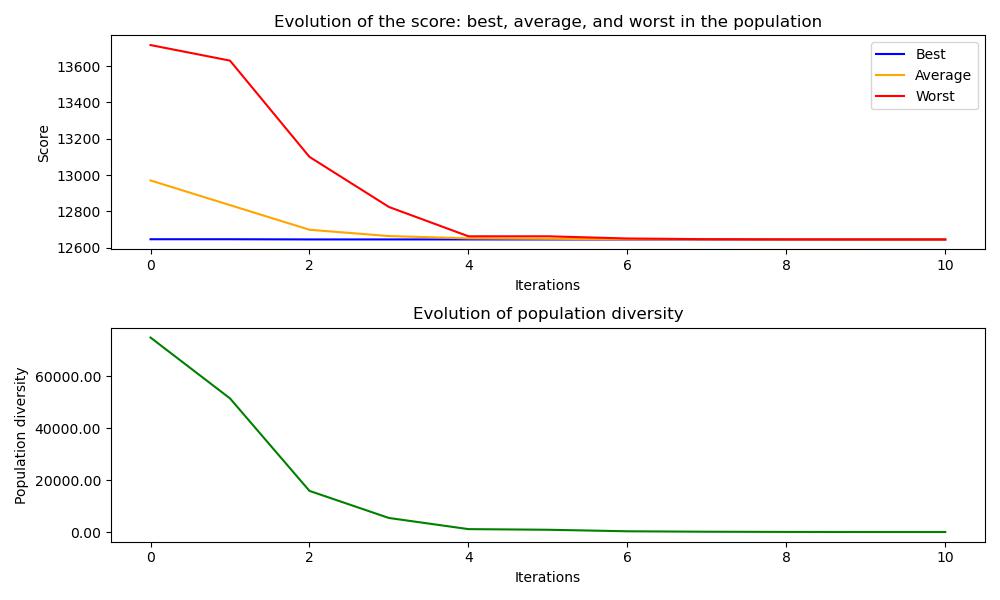 Evolution of the score: best, average, and worst in the population
Score
13600
13400
13200
13000
12800
12600
Best
Average
Worst
0 2 4 6 8 10
Iterations
Evolution of population diversity
Population diversity
60000.00
40000.00
20000.00
0.00
0 2 4 6 8 10
Iterations